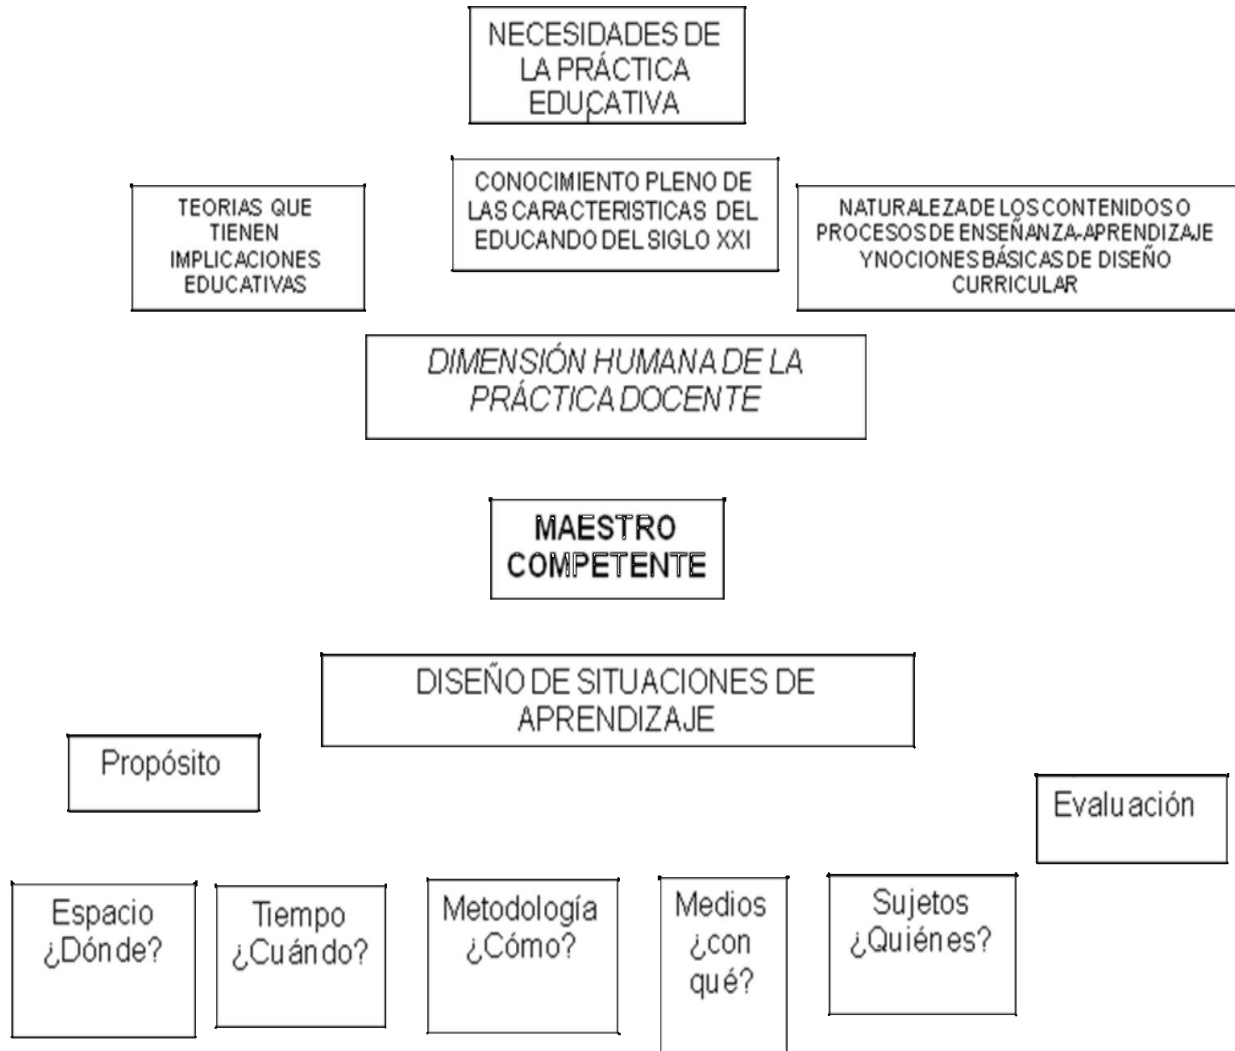 NECESIDADES DE
LA PRÁCTICA
EDUCATIVA
TEORIAS QUE
TIENEN
IMPLICACIONES
EDUCATIVAS
CONOCIMIENTO PLENO DE
LAS CARACTERISTICAS DEL
EDUCANDO DEL SIGLO XXI
NATURALEZA DE LOS CONTENIDOS O
PROCESOS DE ENSEÑANZA-APRENDIZAJE
YNOCIONES BÁSICAS DE DISEÑO
CURRICULAR
DIMENSIÓN HUMANA DE LA
PRÁCTICA DOCENTE
MAESTRO
COMPETENTE
DISEÑO DE SITUACIONES DE
APRENDIZAJE
Propósito
Evaluación
Espacio
¿Dónde?
Tiempo
¿Cuándo?
Metodología
¿Cómo?
Medios
¿con
qué?
Sujetos
¿Quiénes?